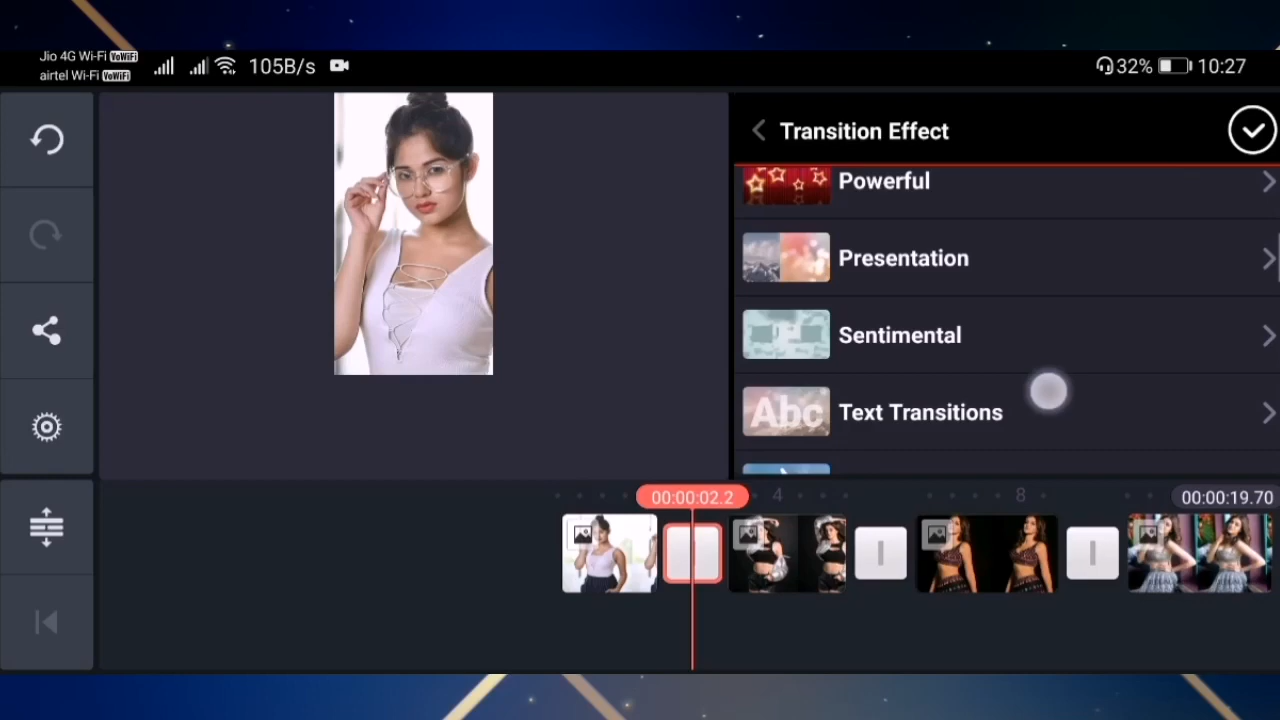 Jio 4G Wi-Fi VoWiFi
airtel Wi-Fi VoWiFi
105B/s
32%
10:27
Transition Effect
Powerful
Presentation
Sentimental
Abc
Text Transitions
00:00:02.2
4
8
00:00:19.70